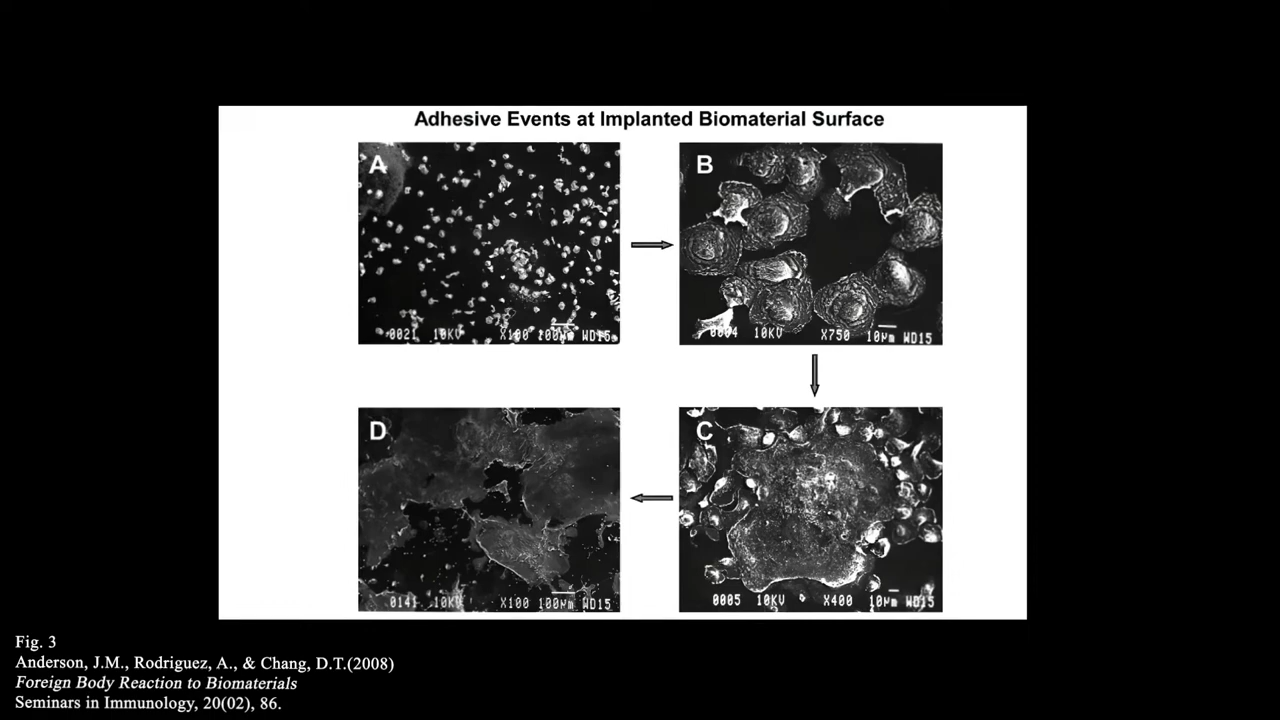 Adhesive Events at Implanted Biomaterial Surface
A
0021 10KV X100 100µm WD15
B
0004 10KV X750 10µm WD15
D
0141 10KV X100 100µm WD15
C
0005 10KV X400 10µm WD15
Fig. 3
Anderson, J.M., Rodriguez, A., & Chang, D.T.(2008)
Foreign Body Reaction to Biomaterials
Seminars in Immunology, 20(02), 86.